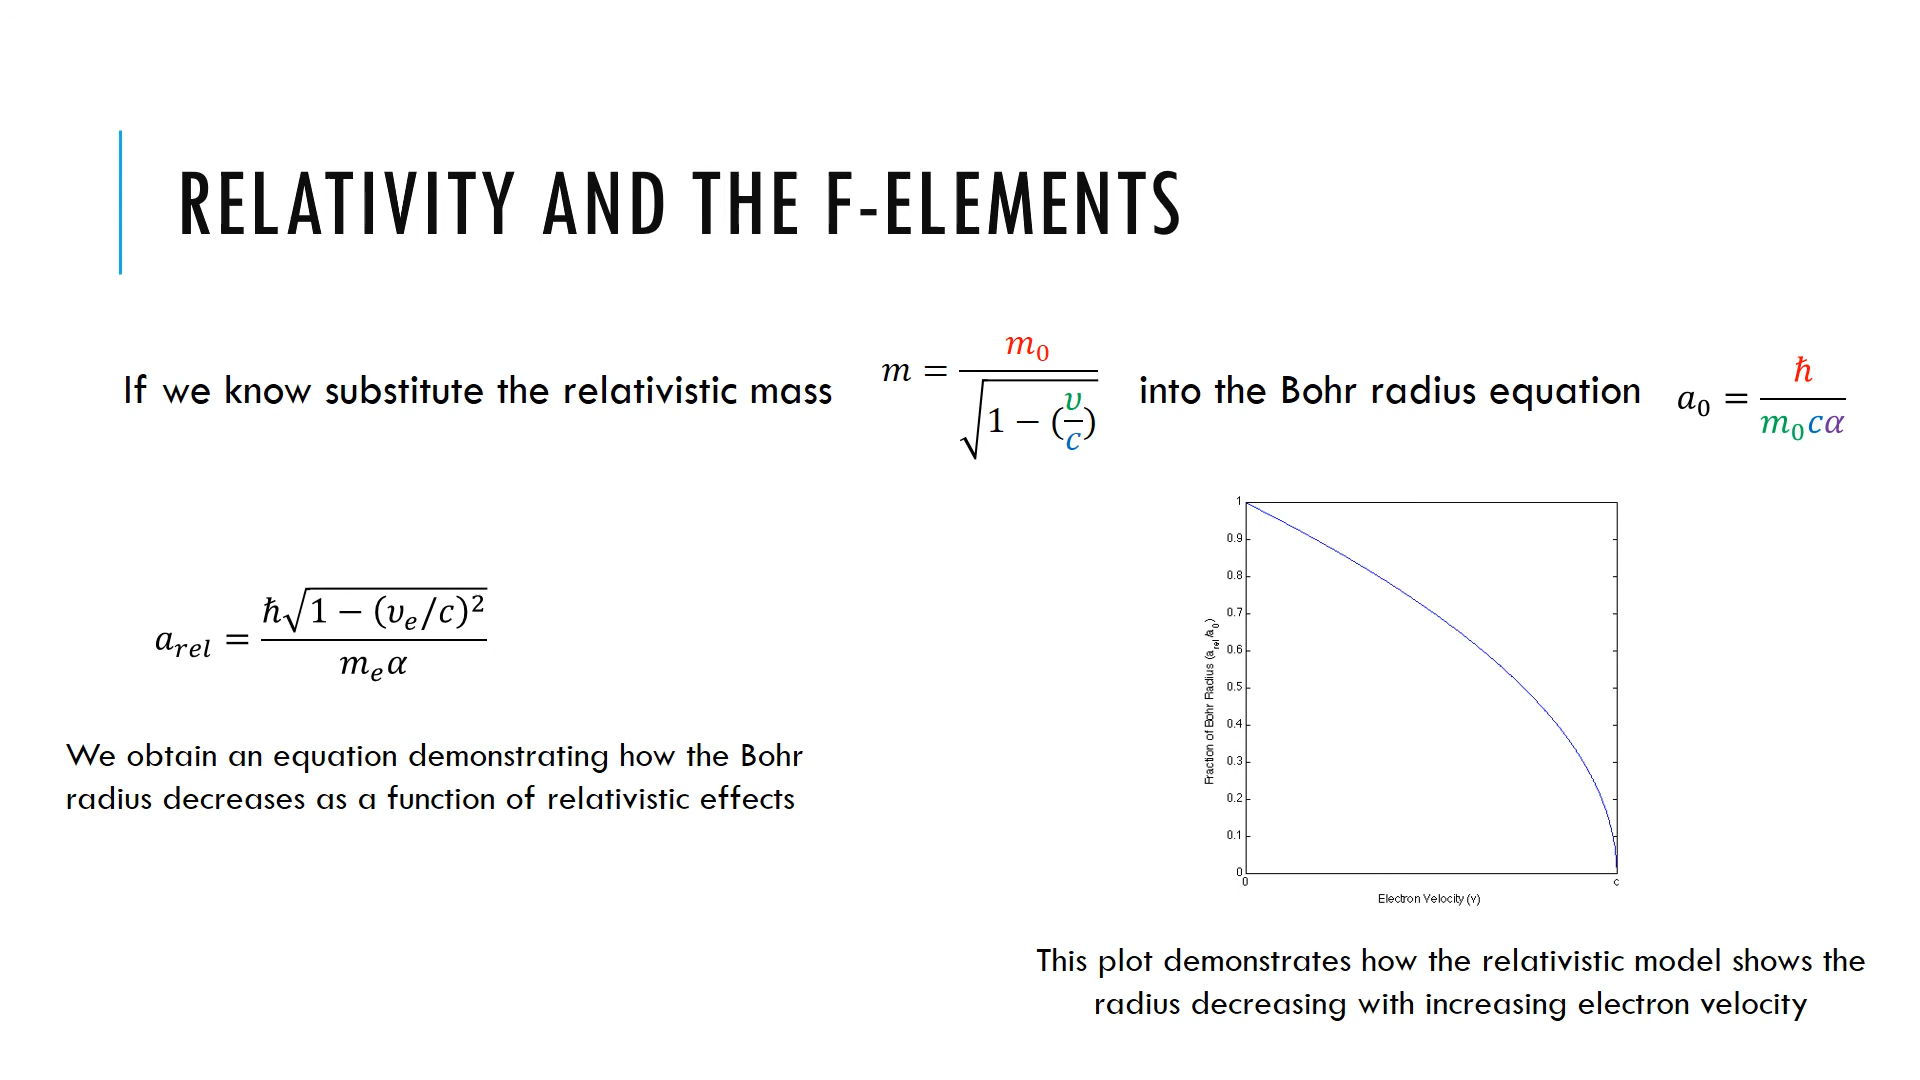 RELATIVITY AND THE F-ELEMENTS
If we know substitute the relativistic mass m = m₀ / √(1 − (υ/c)) into the Bohr radius equation a₀ = ℏ / m₀cα
a_rel = ℏ√(1 − (υₑ/c)²) / mₑα
We obtain an equation demonstrating how the Bohr
radius decreases as a function of relativistic effects
Fraction of Bohr Radius (a_rel/a₀)
1
0.9
0.8
0.7
0.6
0.5
0.4
0.3
0.2
0.1
0
0 c
Electron Velocity (v)
This plot demonstrates how the relativistic model shows the
radius decreasing with increasing electron velocity